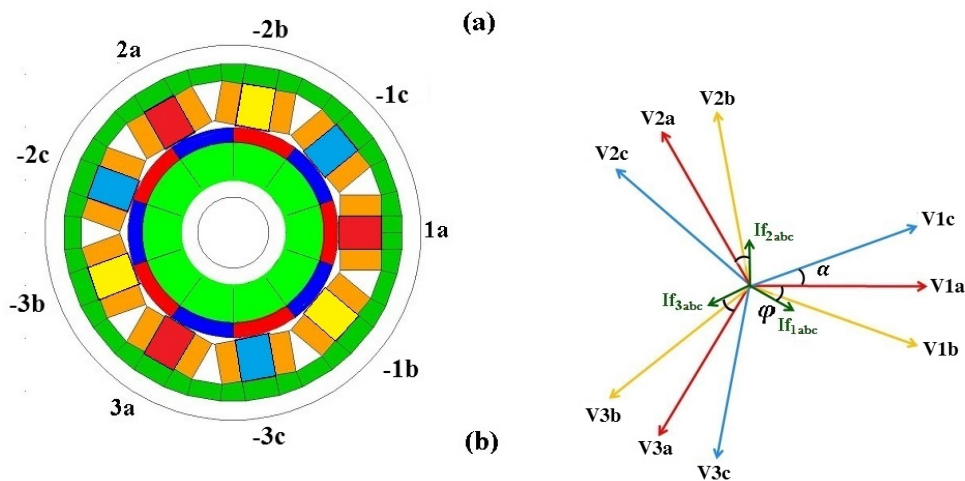 (a)
-2b
2a
-1c
-2c
1a
-3b
-1b
3a
-3c
(b)
V2b
V2a
V2c
V1c
If2abc
α
V1a
If3abc
φ
If1abc
V1b
V3b
V3a
V3c